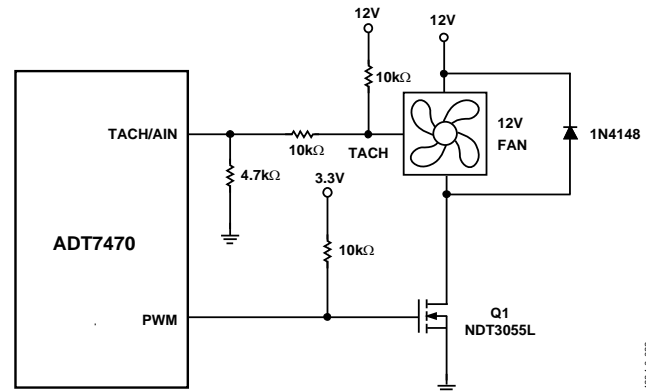 12V
12V
10kΩ
TACH/AIN
12V
FAN
1N4148
10kΩ
TACH
4.7kΩ
3.3V
ADT7470
10kΩ
PWM
Q1
NDT3055L